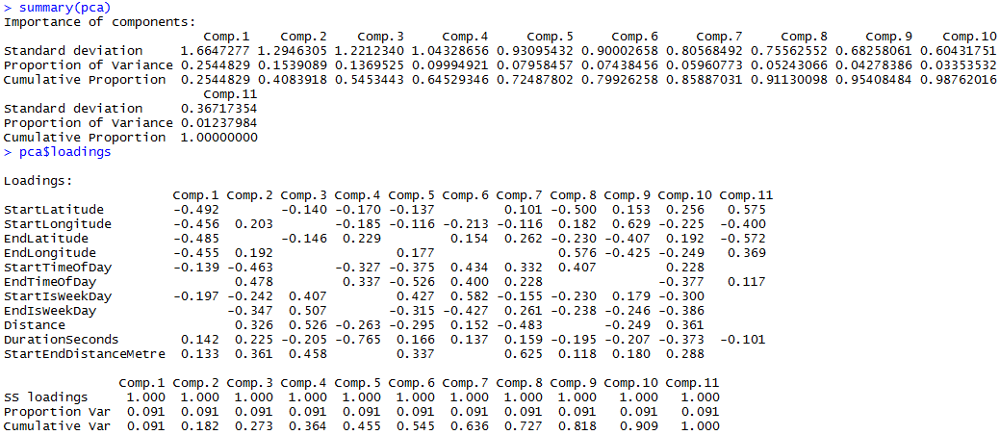 > summary(pca)
Importance of components:
                          Comp.1    Comp.2    Comp.3     Comp.4     Comp.5     Comp.6     Comp.7     Comp.8     Comp.9    Comp.10
Standard deviation     1.6647277 1.2946305 1.2212340 1.04328656 0.93095432 0.90002658 0.80568492 0.75562552 0.68258061 0.60431751
Proportion of Variance 0.2544829 0.1539089 0.1369525 0.09994921 0.07958457 0.07438456 0.05960773 0.05243066 0.04278386 0.03353532
Cumulative Proportion  0.2544829 0.4083918 0.5453443 0.64529346 0.72487802 0.79926258 0.85887031 0.91130098 0.95408484 0.98762016
                          Comp.11
Standard deviation     0.36717354
Proportion of Variance 0.01237984
Cumulative Proportion  1.00000000
> pca$loadings
Loadings:
                      Comp.1 Comp.2 Comp.3 Comp.4 Comp.5 Comp.6 Comp.7 Comp.8 Comp.9 Comp.10 Comp.11
StartLatitude         -0.492        -0.140 -0.170 -0.137         0.101 -0.500  0.153  0.256   0.575
StartLongitude        -0.456  0.203        -0.185 -0.116 -0.213 -0.116  0.182  0.629 -0.225  -0.400
EndLatitude           -0.485        -0.146  0.229         0.154  0.262 -0.230 -0.407  0.192  -0.572
EndLongitude          -0.455  0.192                0.177                0.576 -0.425 -0.249   0.369
StartTimeOfDay        -0.139 -0.463        -0.327 -0.375  0.434  0.332  0.407         0.228
EndTimeOfDay                  0.478         0.337 -0.526  0.400  0.228               -0.377   0.117
StartIsWeekDay        -0.197 -0.242  0.407         0.427  0.582 -0.155 -0.230  0.179 -0.300
EndIsWeekDay                 -0.347  0.507        -0.315 -0.427  0.261 -0.238 -0.246 -0.386
Distance                      0.326  0.526 -0.263 -0.295  0.152 -0.483        -0.249  0.361
DurationSeconds        0.142  0.225 -0.205 -0.765  0.166  0.137  0.159 -0.195 -0.207 -0.373  -0.101
StartEndDistanceMetre  0.133  0.361  0.458         0.337         0.625  0.118  0.180  0.288
               Comp.1 Comp.2 Comp.3 Comp.4 Comp.5 Comp.6 Comp.7 Comp.8 Comp.9 Comp.10 Comp.11
SS loadings     1.000  1.000  1.000  1.000  1.000  1.000  1.000  1.000  1.000   1.000   1.000
Proportion Var  0.091  0.091  0.091  0.091  0.091  0.091  0.091  0.091  0.091   0.091   0.091
Cumulative Var  0.091  0.182  0.273  0.364  0.455  0.545  0.636  0.727  0.818   0.909   1.000